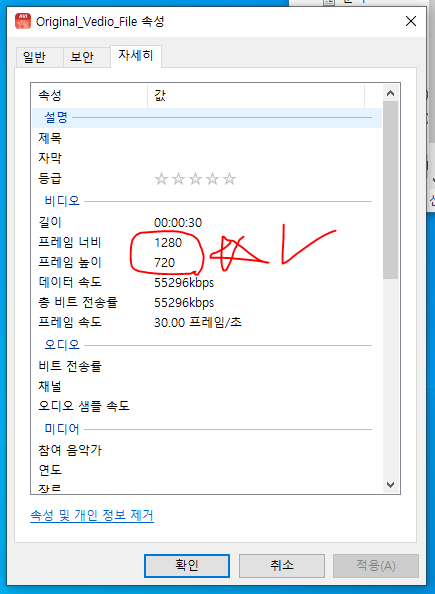 AVI
Original_Vedio_File 속성
일반 보안 자세히
속성 값
설명
제목
자막
등급 ☆☆☆☆☆
비디오
길이 00:00:30
프레임 너비 1280
프레임 높이 720
데이터 속도 55296kbps
총 비트 전송률 55296kbps
프레임 속도 30.00 프레임/초
오디오
비트 전송률
채널
오디오 샘플 속도
미디어
참여 음악가
연도
장르
속성 및 개인 정보 제거
확인 취소 적용(A)